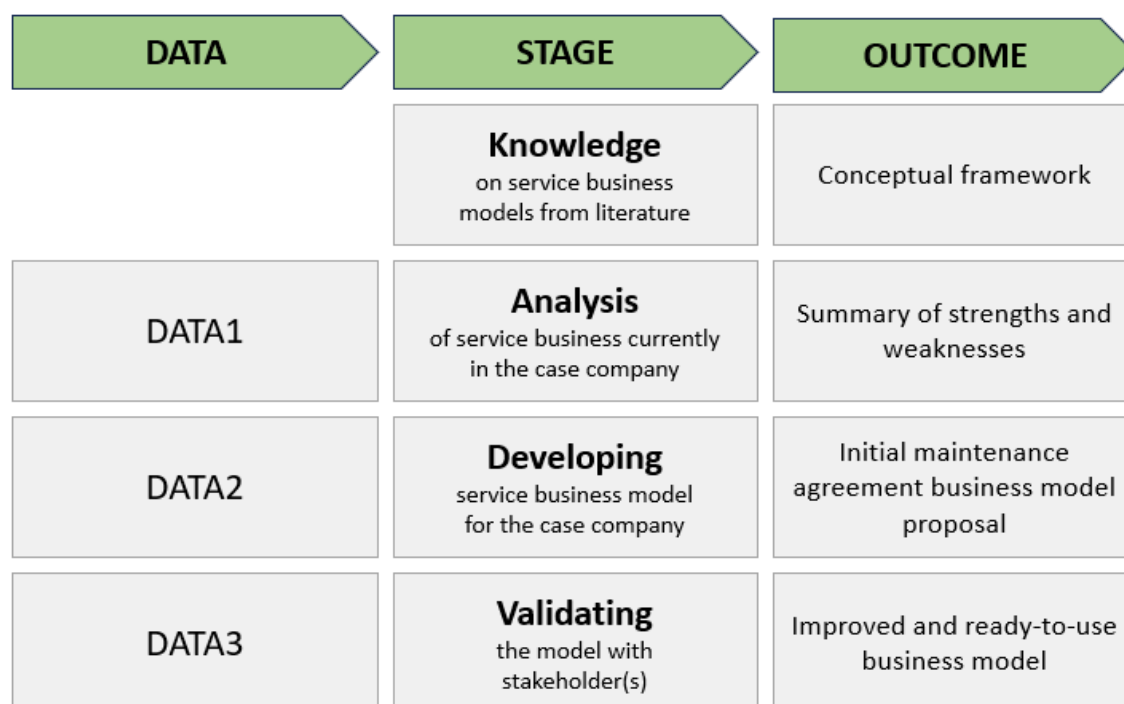 DATA
STAGE
OUTCOME
Knowledge
on service business
models from literature
Conceptual framework
DATA1
Analysis
of service business currently
in the case company
Summary of strengths and
weaknesses
DATA2
Developing
service business model
for the case company
Initial maintenance
agreement business model
proposal
DATA3
Validating
the model with
stakeholder(s)
Improved and ready-to-use
business model